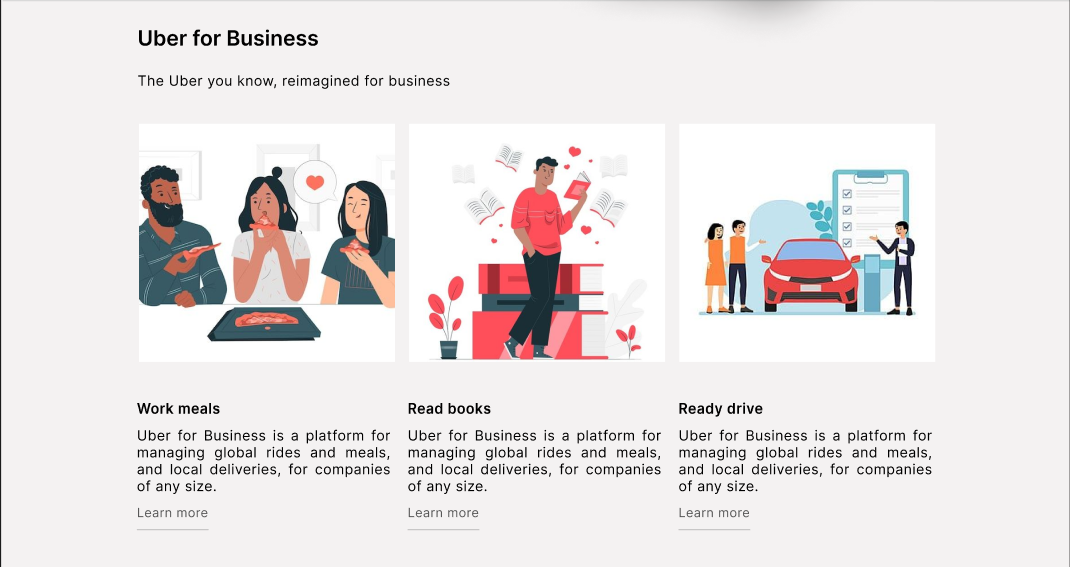 Uber for Business
The Uber you know, reimagined for business
Work meals
Uber for Business is a platform for
managing global rides and meals,
and local deliveries, for companies
of any size.
Learn more
Read books
Uber for Business is a platform for
managing global rides and meals,
and local deliveries, for companies
of any size.
Learn more
Ready drive
Uber for Business is a platform for
managing global rides and meals,
and local deliveries, for companies
of any size.
Learn more